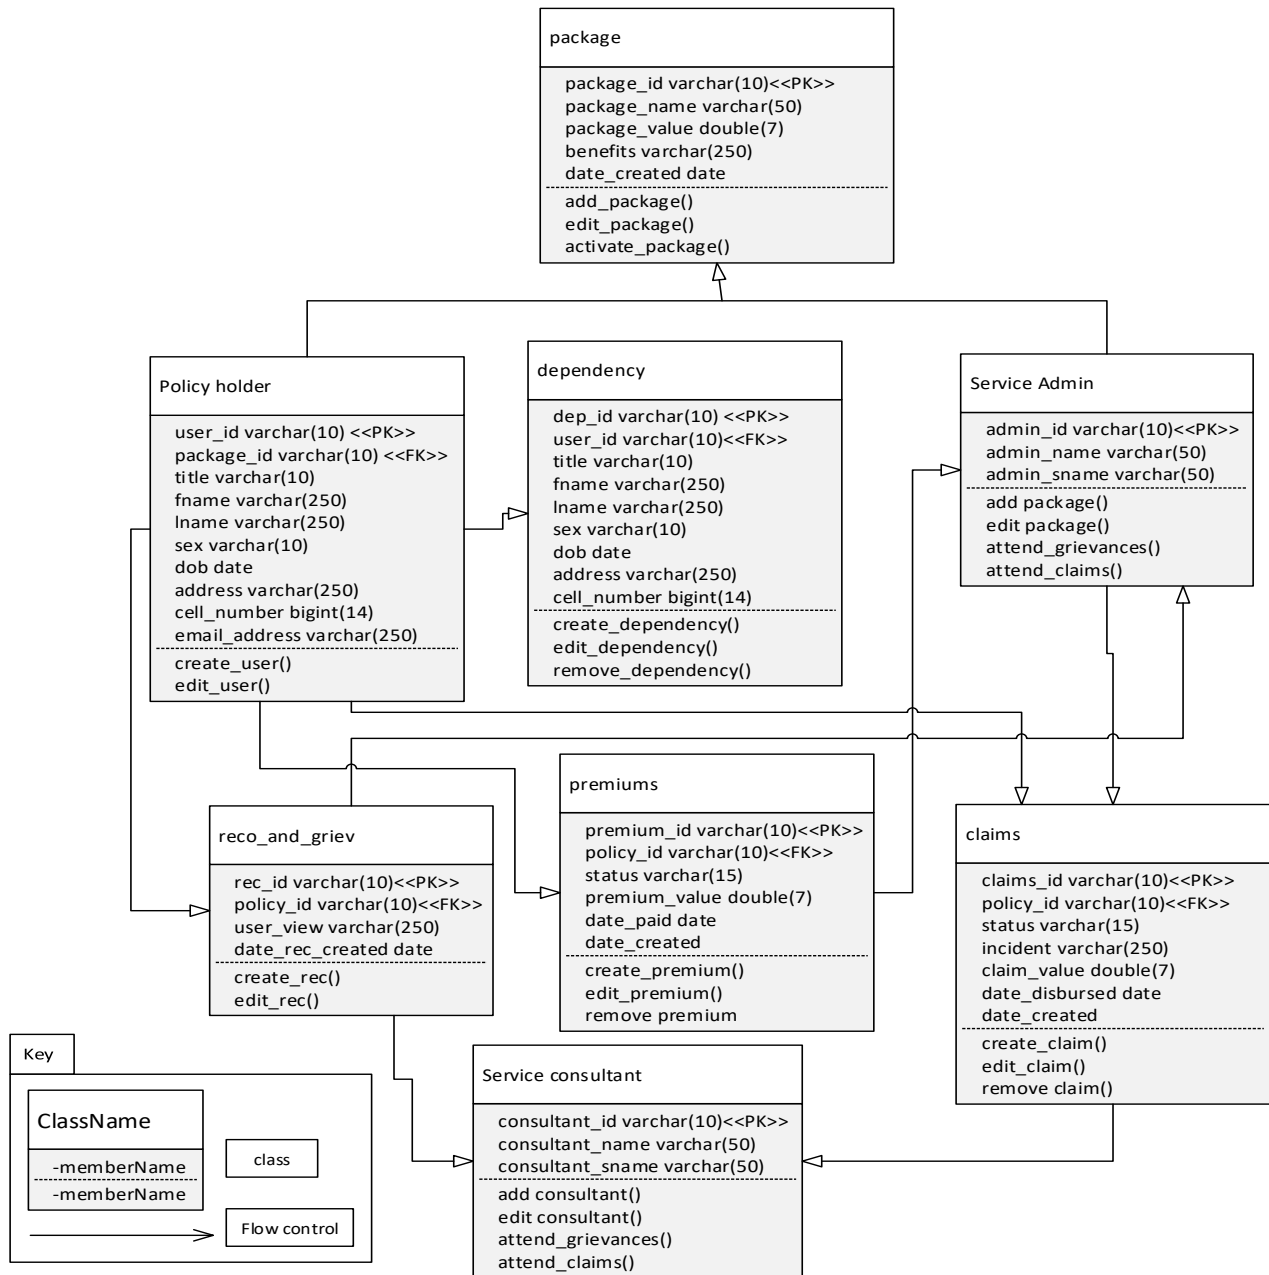 package
package_id varchar(10)<<PK>>
package_name varchar(50)
package_value double(7)
benefits varchar(250)
date_created date
add_package()
edit_package()
activate_package()
Policy holder
user_id varchar(10) <<PK>>
package_id varchar(10) <<FK>>
title varchar(10)
fname varchar(250)
lname varchar(250)
sex varchar(10)
dob date
address varchar(250)
cell_number bigint(14)
email_address varchar(250)
create_user()
edit_user()
dependency
dep_id varchar(10) <<PK>>
user_id varchar(10)<<FK>>
title varchar(10)
fname varchar(250)
lname varchar(250)
sex varchar(10)
dob date
address varchar(250)
cell_number bigint(14)
create_dependency()
edit_dependency()
remove_dependency()
Service Admin
admin_id varchar(10)<<PK>>
admin_name varchar(50)
admin_sname varchar(50)
add package()
edit package()
attend_grievances()
attend_claims()
reco_and_griev
rec_id varchar(10)<<PK>>
policy_id varchar(10)<<FK>>
user_view varchar(250)
date_rec_created date
create_rec()
edit_rec()
premiums
premium_id varchar(10)<<PK>>
policy_id varchar(10)<<FK>>
status varchar(15)
premium_value double(7)
date_paid date
date_created
create_premium()
edit_premium()
remove premium
claims
claims_id varchar(10)<<PK>>
policy_id varchar(10)<<FK>>
status varchar(15)
incident varchar(250)
claim_value double(7)
date_disbursed date
date_created
create_claim()
edit_claim()
remove claim()
Service consultant
consultant_id varchar(10)<<PK>>
consultant_name varchar(50)
consultant_sname varchar(50)
add consultant()
edit consultant()
attend_grievances()
attend_claims()
Key
ClassName
-memberName
-memberName
class
Flow control